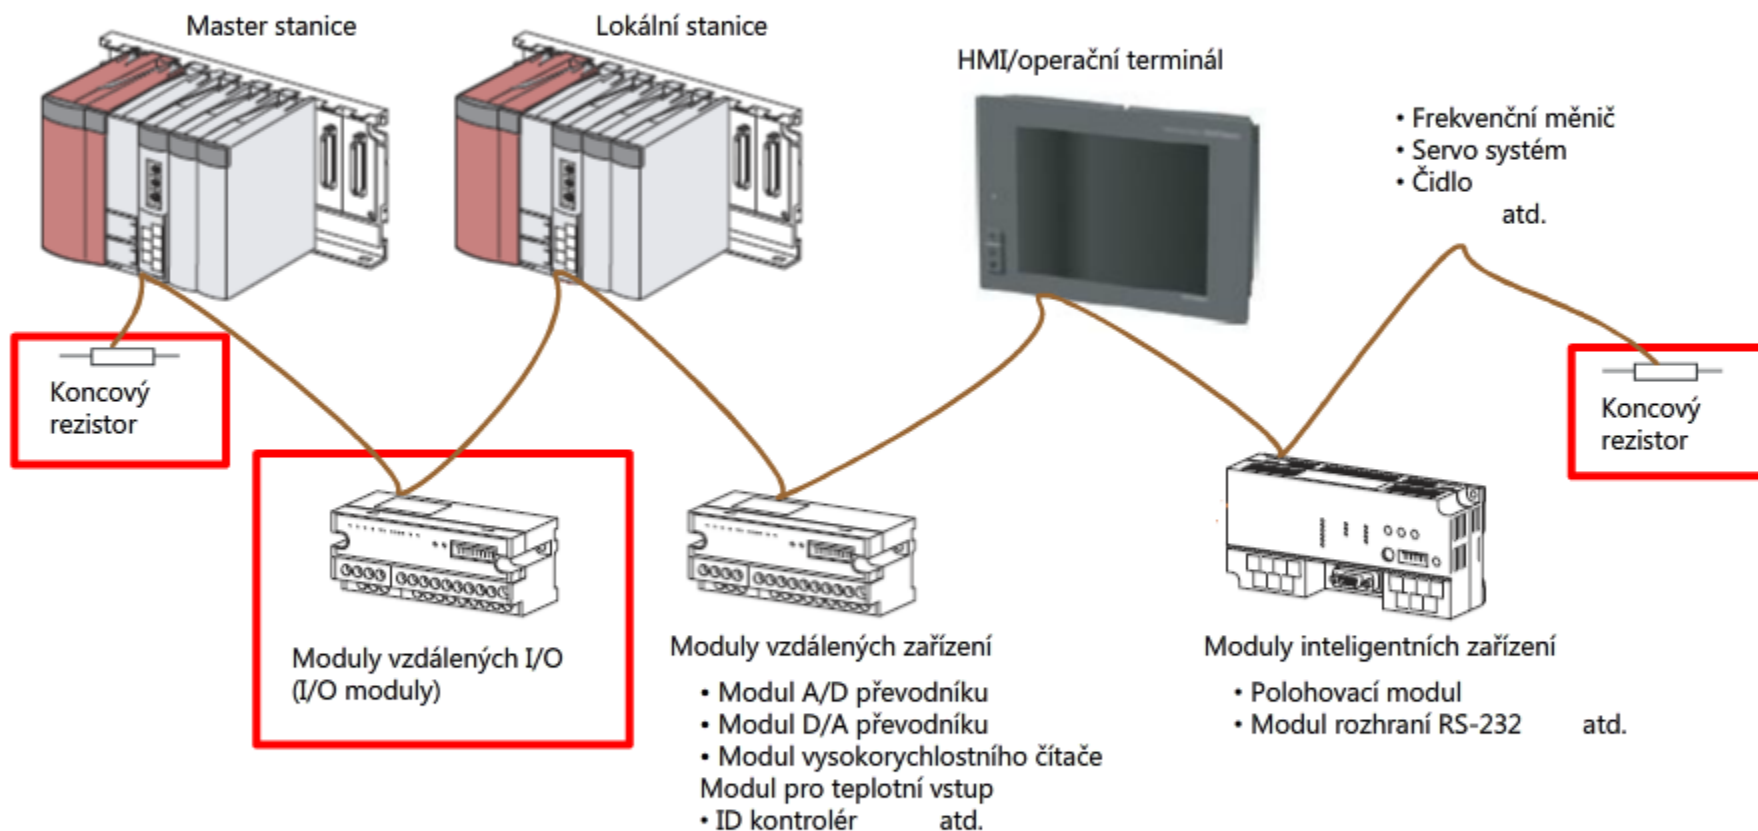 Master stanice
Lokální stanice
HMI/operační terminál
• Frekvenční měnič
• Servo systém
• Čidlo
atd.
Koncový
rezistor
Koncový
rezistor
Moduly vzdálených I/O
(I/O moduly)
Moduly vzdálených zařízení
• Modul A/D převodníku
• Modul D/A převodníku
• Modul vysokorychlostního čítače
Modul pro teplotní vstup
• ID kontrolér atd.
Moduly inteligentních zařízení
• Polohovací modul
• Modul rozhraní RS-232 atd.